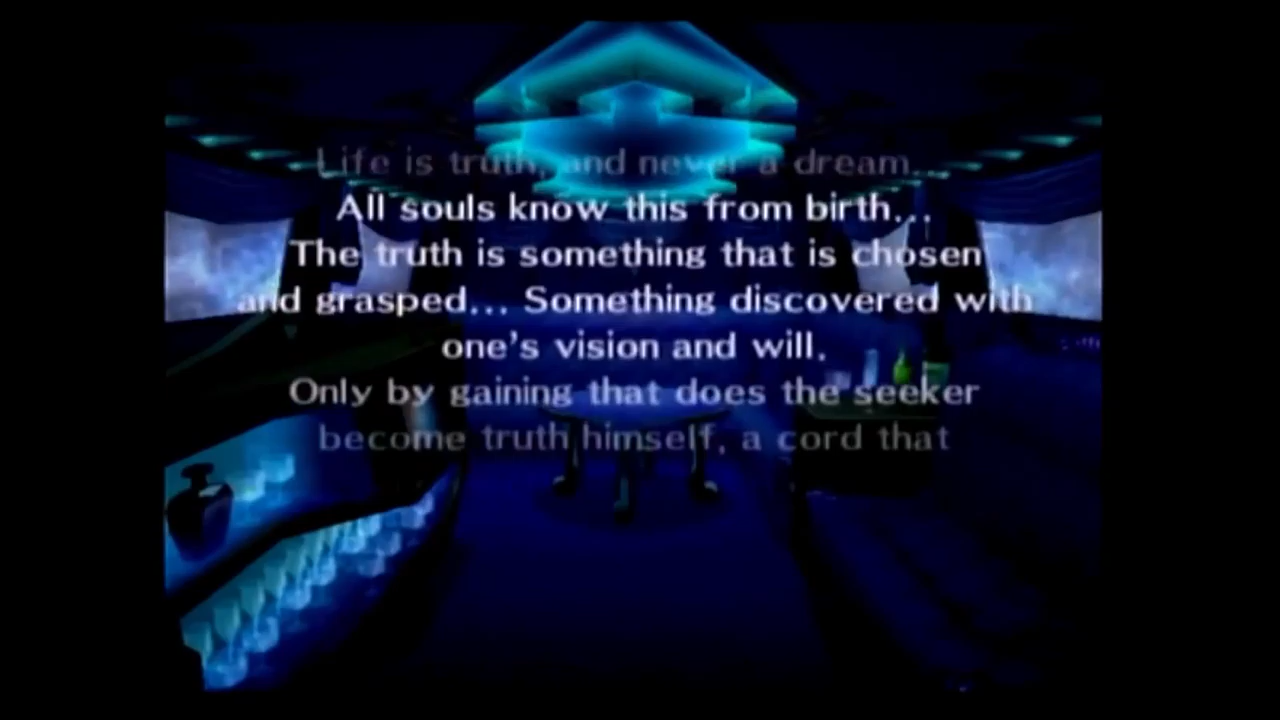 Life is truth, and never a dream...
All souls know this from birth...
The truth is something that is chosen
and grasped... Something discovered with
one's vision and will.
Only by gaining that does the seeker
become truth himself, a cord that